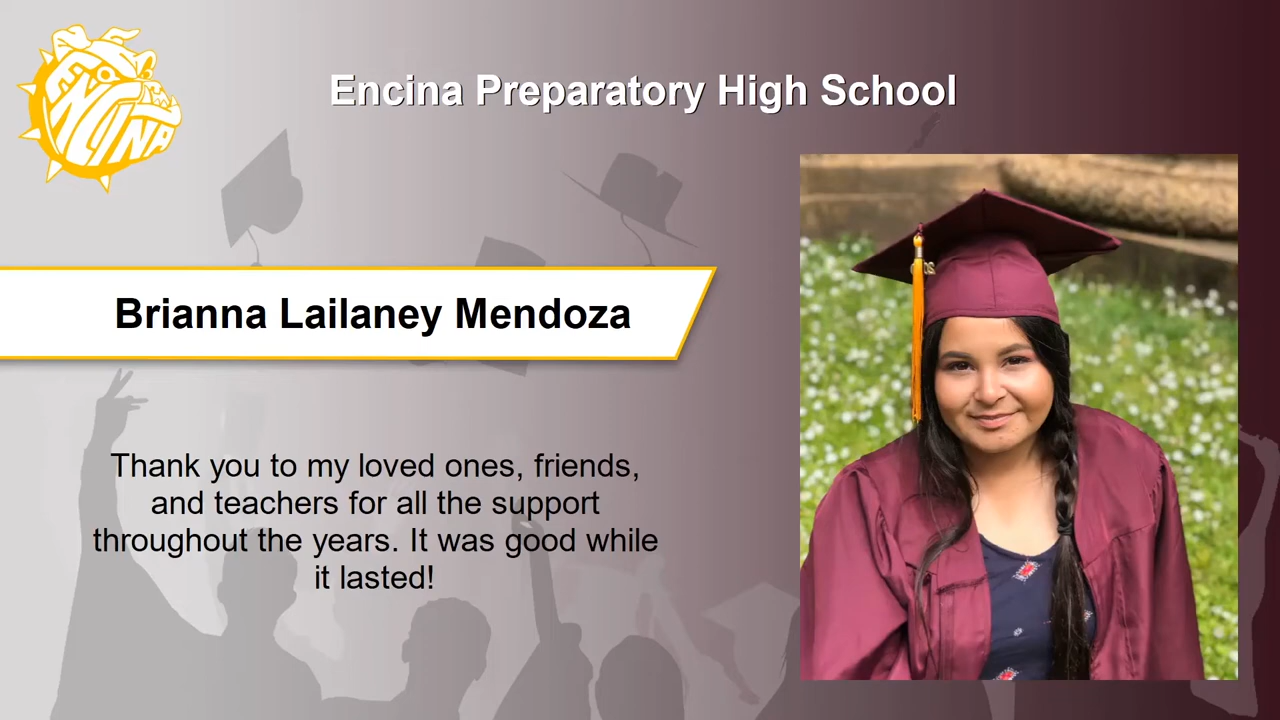 ENCINA
Encina Preparatory High School
Brianna Lailaney Mendoza
Thank you to my loved ones, friends,
and teachers for all the support
throughout the years. It was good while
it lasted!